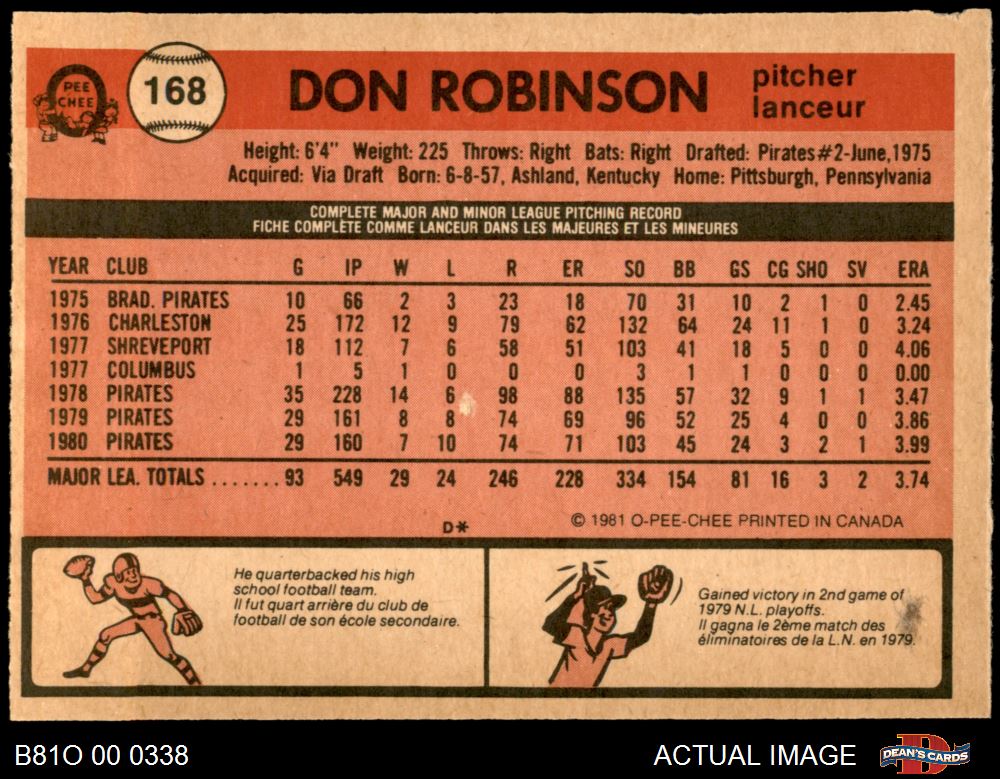 PEE
CHEE
168
DON ROBINSON
pitcher
lanceur
Height: 6'4" Weight: 225 Throws: Right Bats: Right Drafted: Pirates #2-June, 1975
Acquired: Via Draft Born: 6-8-57, Ashland, Kentucky Home: Pittsburgh, Pennsylvania
COMPLETE MAJOR AND MINOR LEAGUE PITCHING RECORD
FICHE COMPLÈTE COMME LANCEUR DANS LES MAJEURES ET LES MINEURES
YEAR CLUB G IP W L R ER SO BB GS CG SHO SV ERA
1975 BRAD. PIRATES 10 66 2 3 23 18 70 31 10 2 1 0 2.45
1976 CHARLESTON 25 172 12 9 79 62 132 64 24 11 1 0 3.24
1977 SHREVEPORT 18 112 7 6 58 51 103 41 18 5 0 0 4.06
1977 COLUMBUS 1 5 1 0 0 0 3 1 1 0 0 0 0.00
1978 PIRATES 35 228 14 6 98 88 135 57 32 9 1 1 3.47
1979 PIRATES 29 161 8 8 74 69 96 52 25 4 0 0 3.86
1980 PIRATES 29 160 7 10 74 71 103 45 24 3 2 1 3.99
MAJOR LEA. TOTALS ....... 93 549 29 24 246 228 334 154 81 16 3 2 3.74
D* © 1981 O-PEE-CHEE PRINTED IN CANADA
He quarterbacked his high
school football team.
Il fut quart arrière du club de
football de son école secondaire.
Gained victory in 2nd game of
1979 N.L. playoffs.
Il gagna le 2ème match des
éliminatoires de la L.N. en 1979.
B81O 00 0338
ACTUAL IMAGE
DEAN'S CARDS